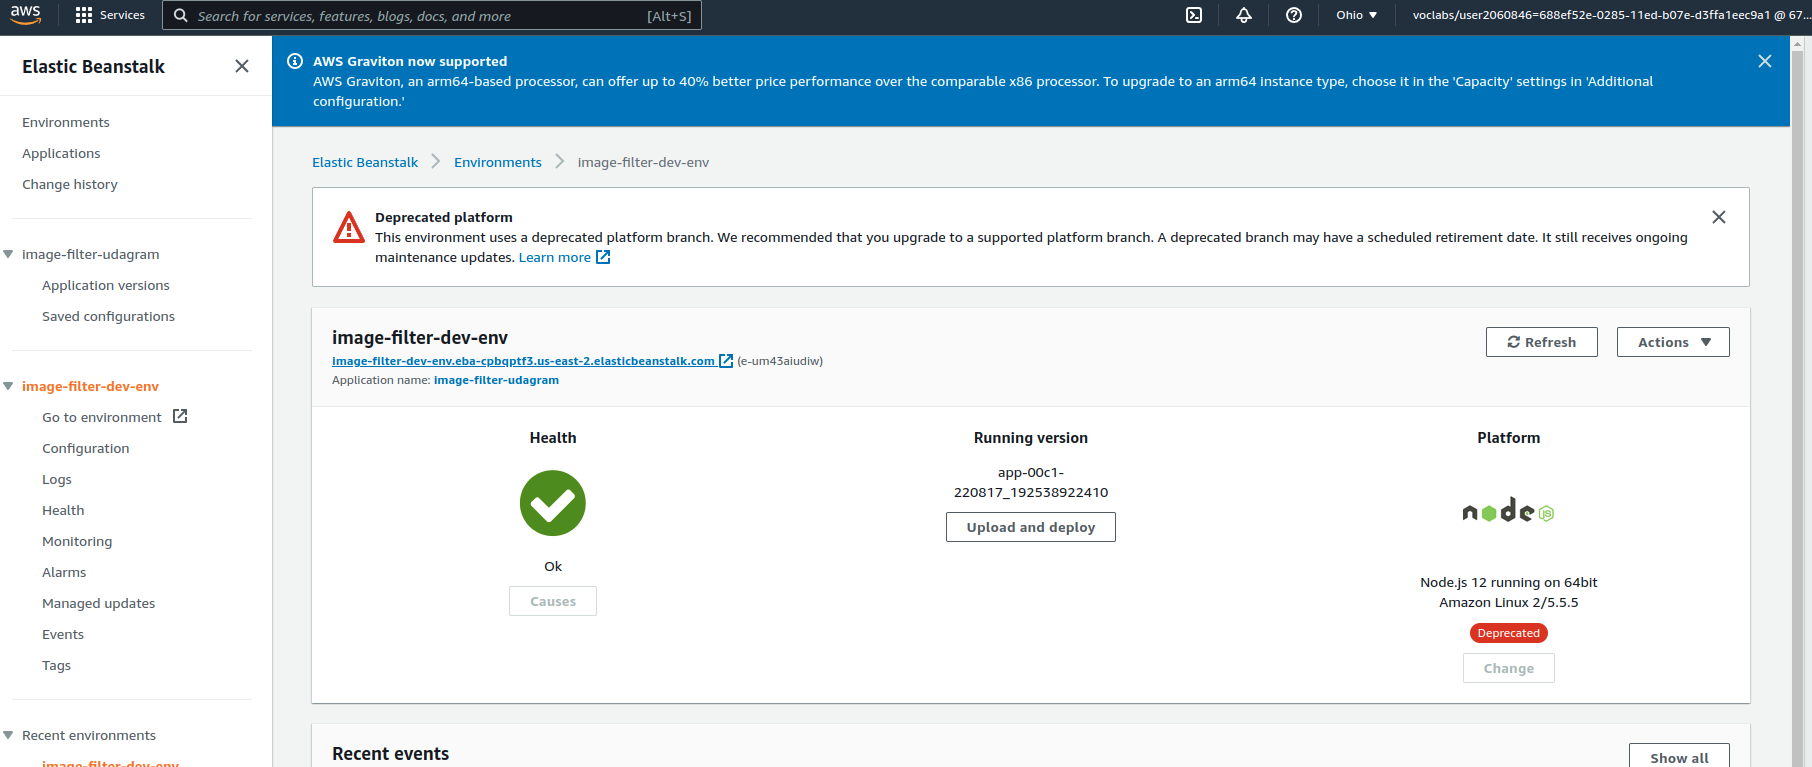 aws
Services
Search for services, features, blogs, docs, and more
[Alt+S]
Ohio
voclabs/user2060846=688ef52e-0285-11ed-b07e-d3ffa1eec9a1 @ 67...
Elastic Beanstalk
Environments
Applications
Change history
image-filter-udagram
Application versions
Saved configurations
image-filter-dev-env
Go to environment
Configuration
Logs
Health
Monitoring
Alarms
Managed updates
Events
Tags
Recent environments
image-filter-dev-env
AWS Graviton now supported
AWS Graviton, an arm64-based processor, can offer up to 40% better price performance over the comparable x86 processor. To upgrade to an arm64 instance type, choose it in the 'Capacity' settings in 'Additional
configuration.'
Elastic Beanstalk
Environments
image-filter-dev-env
Deprecated platform
This environment uses a deprecated platform branch. We recommended that you upgrade to a supported platform branch. A deprecated branch may have a scheduled retirement date. It still receives ongoing
maintenance updates. Learn more
image-filter-dev-env
image-filter-dev-env.eba-cpbqptf3.us-east-2.elasticbeanstalk.com (e-um43aiudiw)
Application name: image-filter-udagram
Refresh
Actions
Health
Ok
Causes
Running version
app-00c1-
220817_192538922410
Upload and deploy
Platform
node
JS
Node.js 12 running on 64bit
Amazon Linux 2/5.5.5
Deprecated
Change
Recent events
Show all